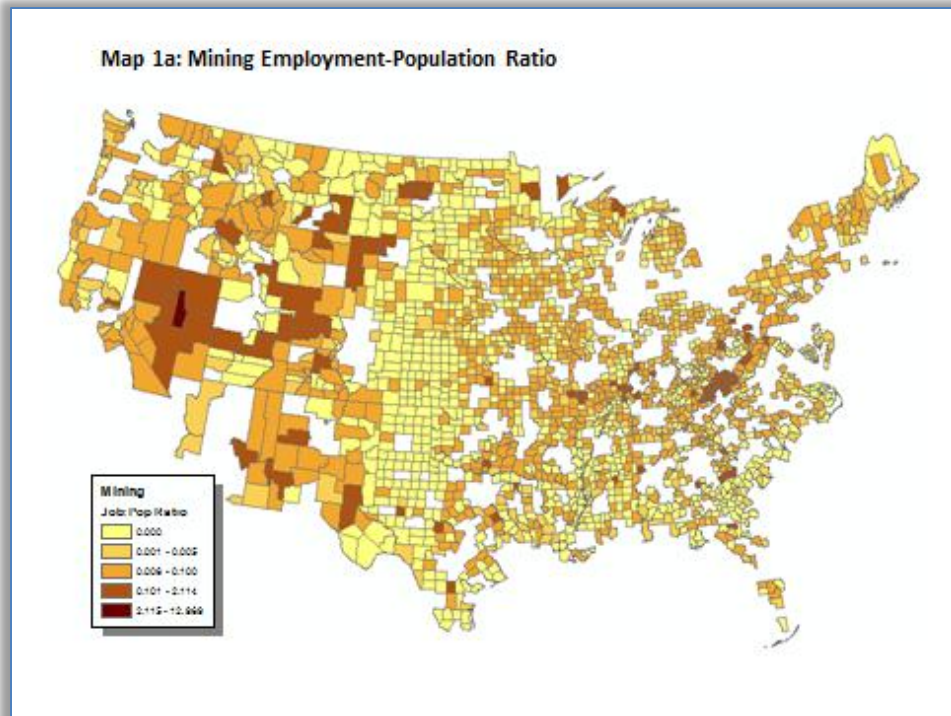 Map 1a: Mining Employment-Population Ratio
Mining
Job: Pop Ratio
0.000
0.001 - 0.005
0.006 - 0.100
0.101 - 2.114